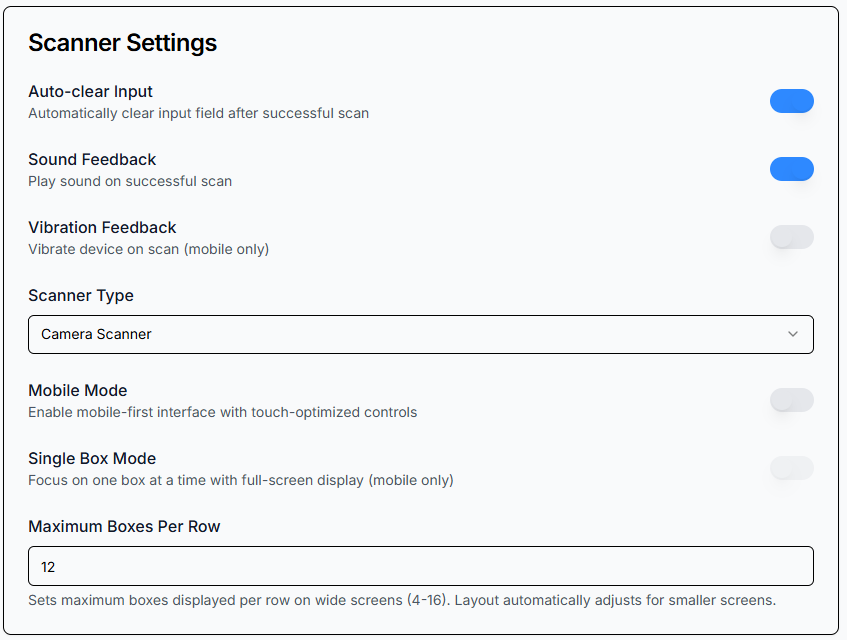 Scanner Settings
Auto-clear Input
Automatically clear input field after successful scan
Sound Feedback
Play sound on successful scan
Vibration Feedback
Vibrate device on scan (mobile only)
Scanner Type
Camera Scanner
Mobile Mode
Enable mobile-first interface with touch-optimized controls
Single Box Mode
Focus on one box at a time with full-screen display (mobile only)
Maximum Boxes Per Row
12
Sets maximum boxes displayed per row on wide screens (4-16). Layout automatically adjusts for smaller screens.